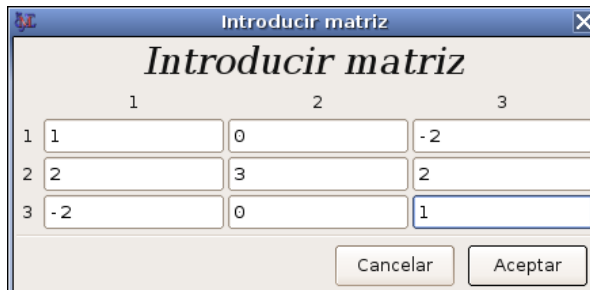 Introducir matriz
Introducir matriz
1 2 3
1 1 0 -2
2 2 3 2
3 -2 0 1
Cancelar Aceptar